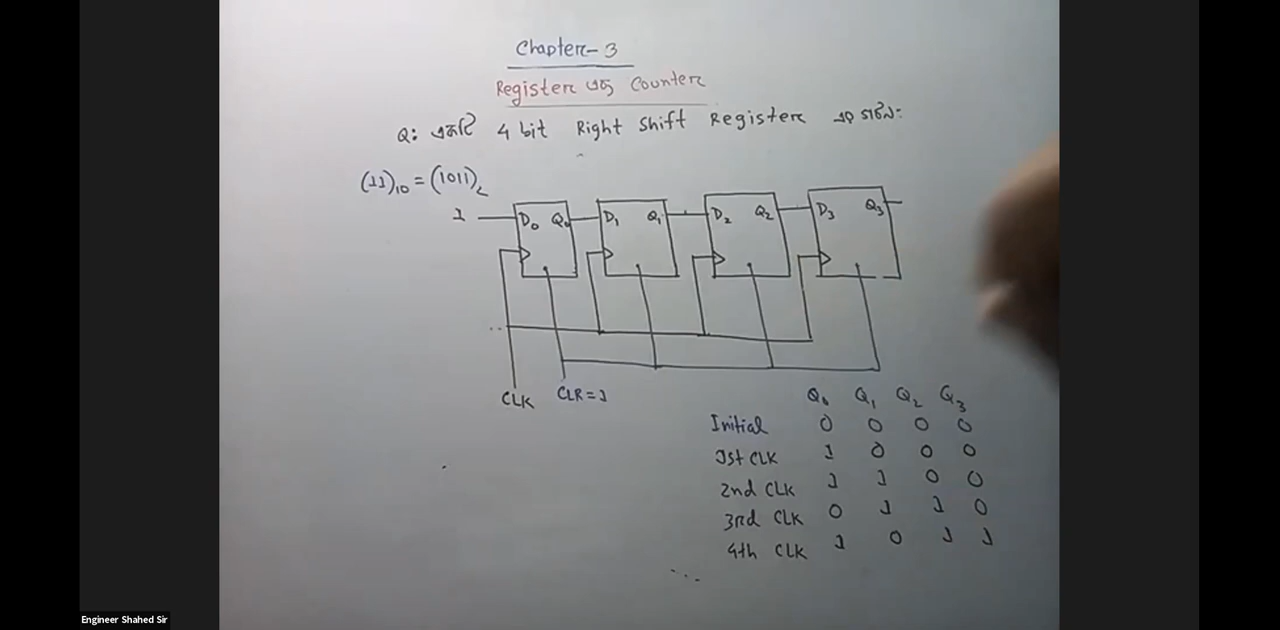 Chapter-3
Register এবং Counter
Q: একটি 4 bit Right Shift Register এর গঠন:
(11)10 = (1011)2
1 D0 Q0 D1 Q1 D2 Q2 D3 Q3
CLK CLR=1
Q0 Q1 Q2 Q3
Initial 0 0 0 0
1st CLK 1 0 0 0
2nd CLK 1 1 0 0
3rd CLK 0 1 1 0
4th CLK 1 0 1 1
Engineer Shahed Sir